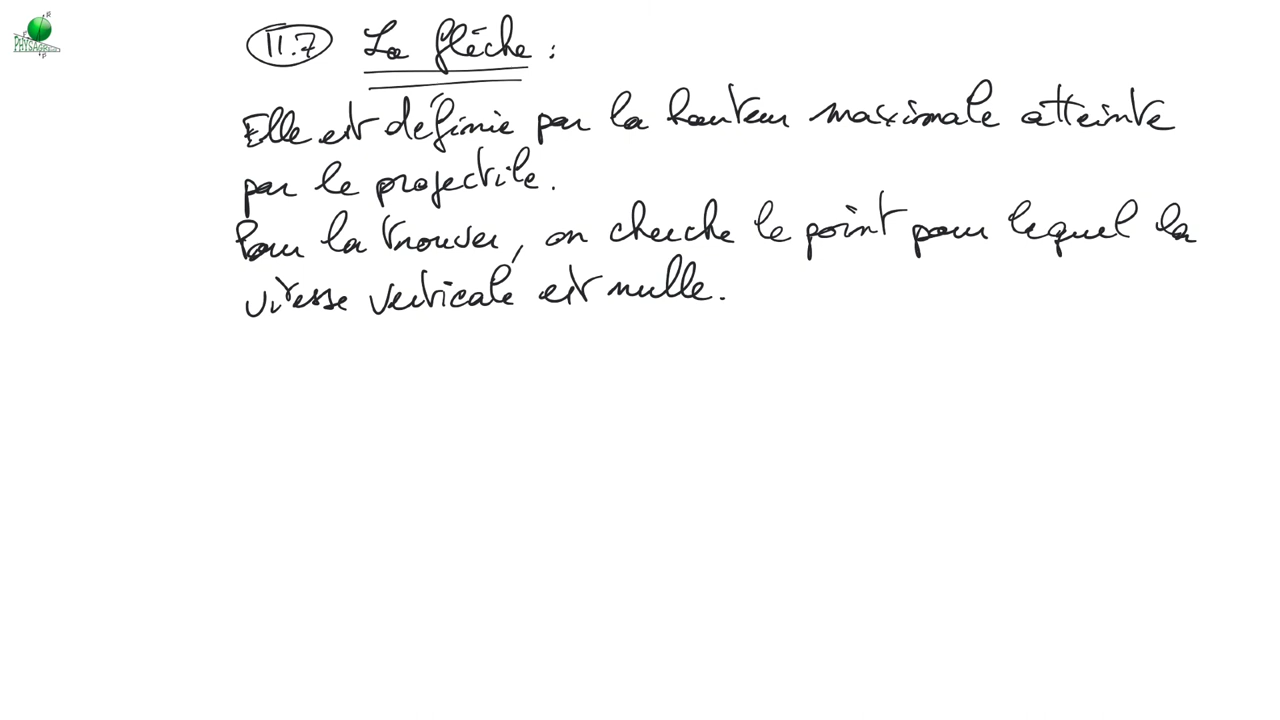 II.7 La flèche :
Elle est définie par la hauteur maximale atteinte
par le projectile.
Pour la trouver, on cherche le point pour lequel la
vitesse verticale est nulle.